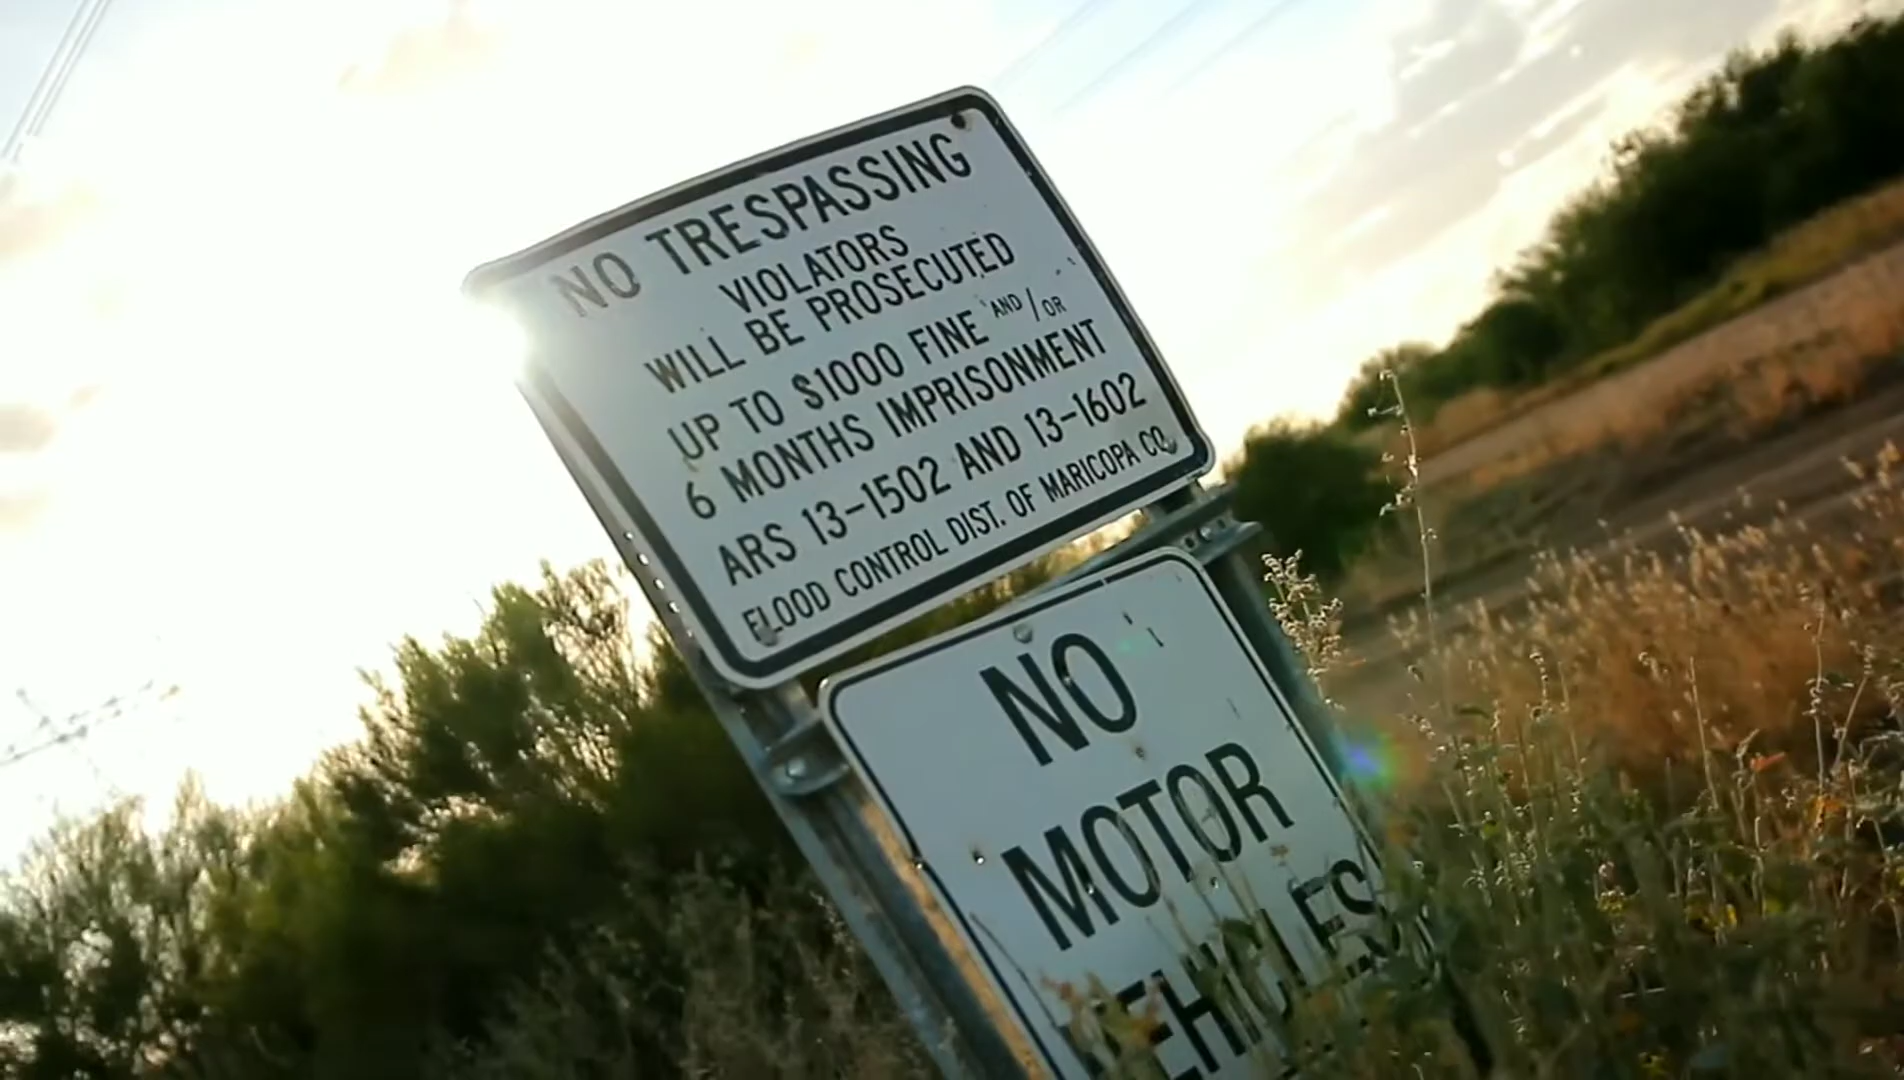 NO TRESPASSING
VIOLATORS
WILL BE PROSECUTED
UP TO $1000 FINE AND/OR
6 MONTHS IMPRISONMENT
ARS 13-1502 AND 13-1602
FLOOD CONTROL DIST. OF MARICOPA CO.
NO
MOTOR
VEHICLES